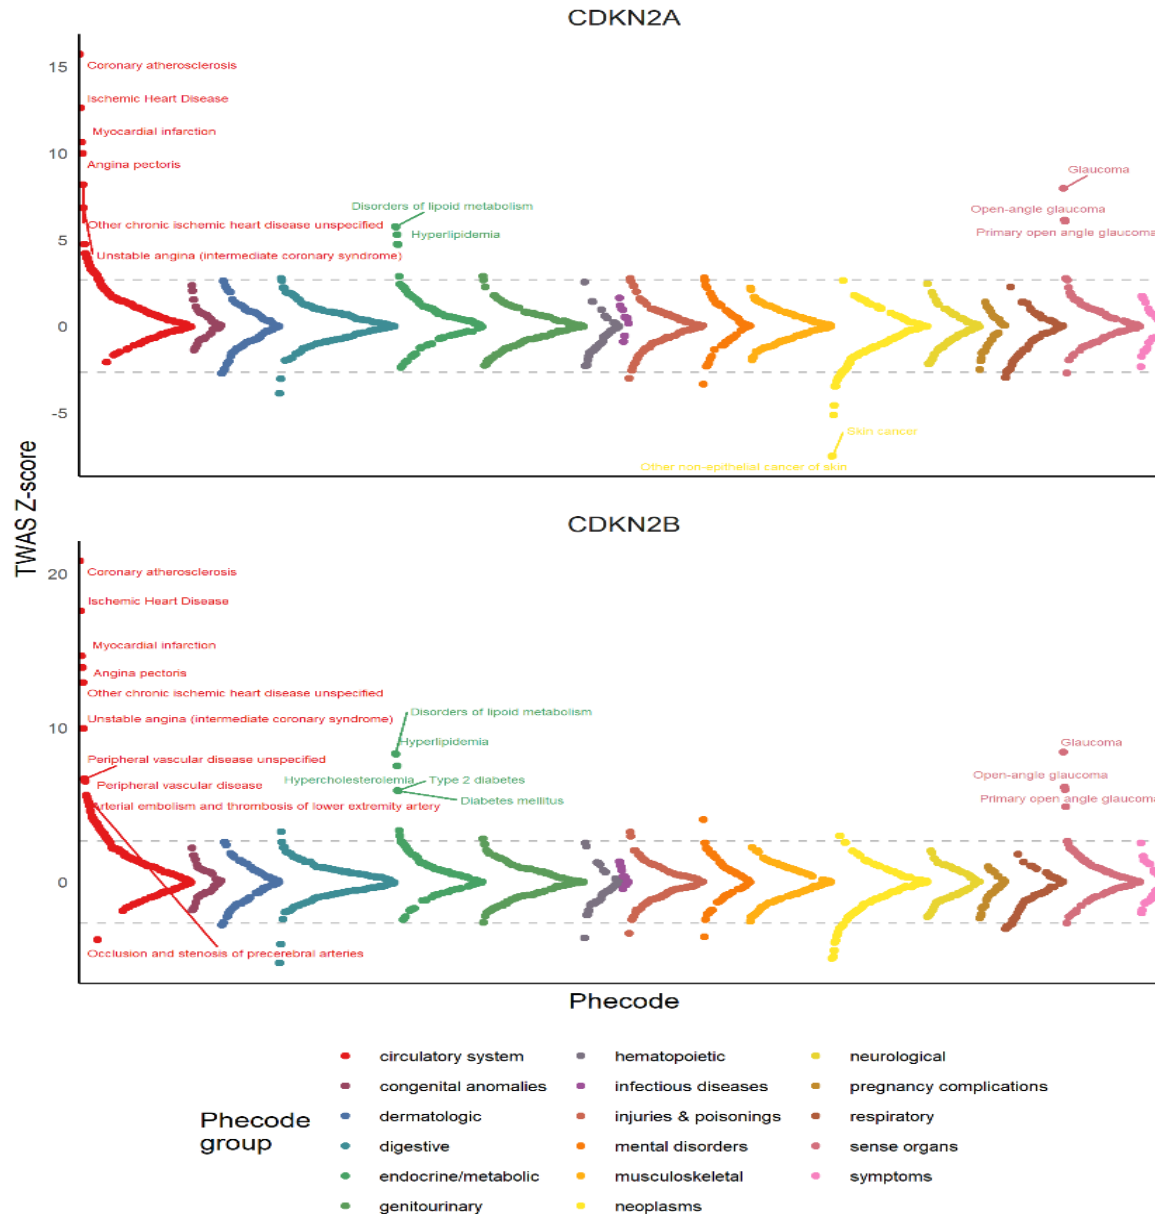 CDKN2A
15
Coronary atherosclerosis
Ischemic Heart Disease
Myocardial infarction
10
Angina pectoris
Glaucoma
Disorders of lipoid metabolism
Open-angle glaucoma
5
Other chronic ischemic heart disease unspecified
Hyperlipidemia
Primary open angle glaucoma
Unstable angina (intermediate coronary syndrome)
0
-5
Skin cancer
Other non-epithelial cancer of skin
TWAS Z-score
CDKN2B
20
Coronary atherosclerosis
Ischemic Heart Disease
Myocardial infarction
Angina pectoris
Other chronic ischemic heart disease unspecified
Disorders of lipoid metabolism
10
Unstable angina (intermediate coronary syndrome)
Hyperlipidemia
Glaucoma
Peripheral vascular disease unspecified
Hypercholesterolemia
Type 2 diabetes
Open-angle glaucoma
Peripheral vascular disease
Diabetes mellitus
Primary open angle glaucoma
Arterial embolism and thrombosis of lower extremity artery
0
Occlusion and stenosis of precerebral arteries
Phecode
Phecode
group
circulatory system
congenital anomalies
dermatologic
digestive
endocrine/metabolic
genitourinary
hematopoietic
infectious diseases
injuries & poisonings
mental disorders
musculoskeletal
neoplasms
neurological
pregnancy complications
respiratory
sense organs
symptoms